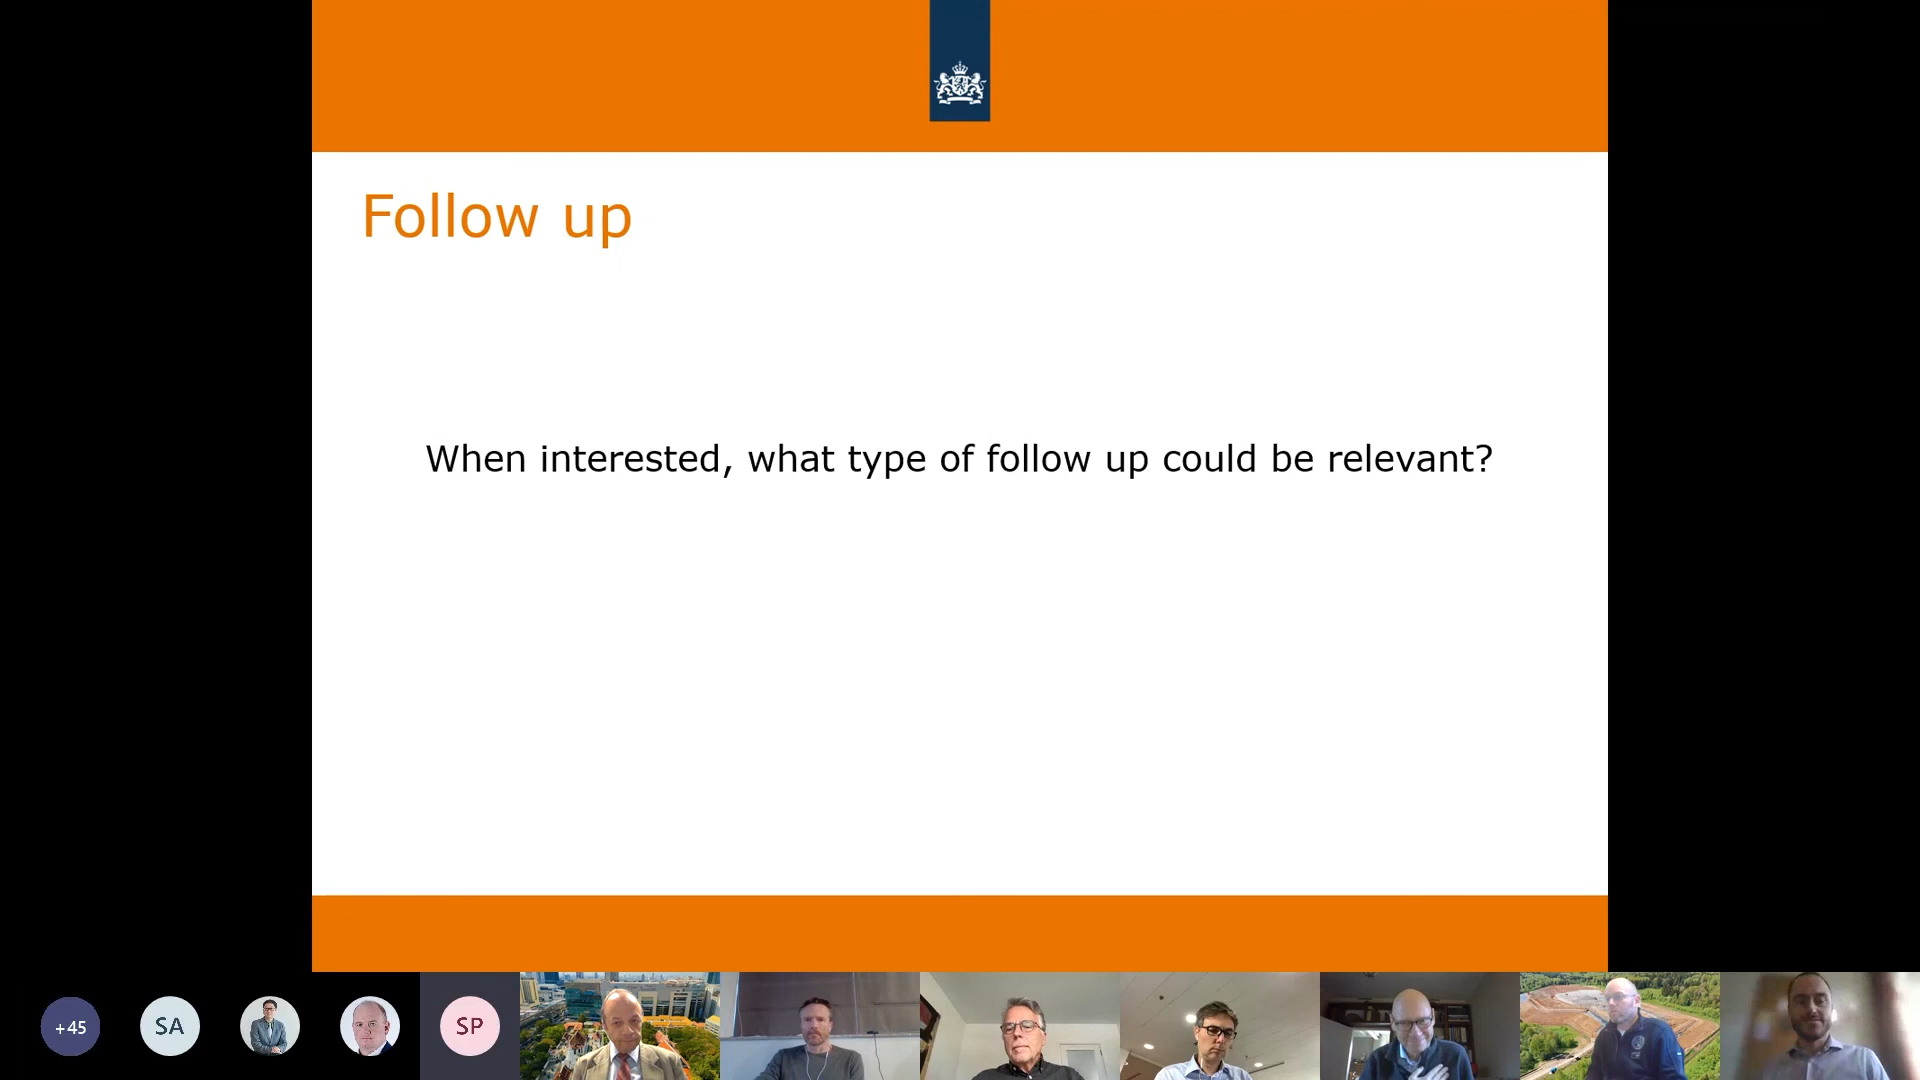 Follow up
When interested, what type of follow up could be relevant?
+45
SA
SP